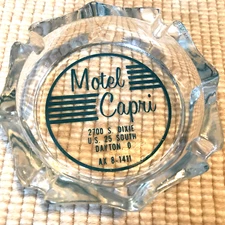 Motel
Capri
2700 S. DIXIE
U.S. 25 SOUTH
DAYTON, O.
AX 8-1411